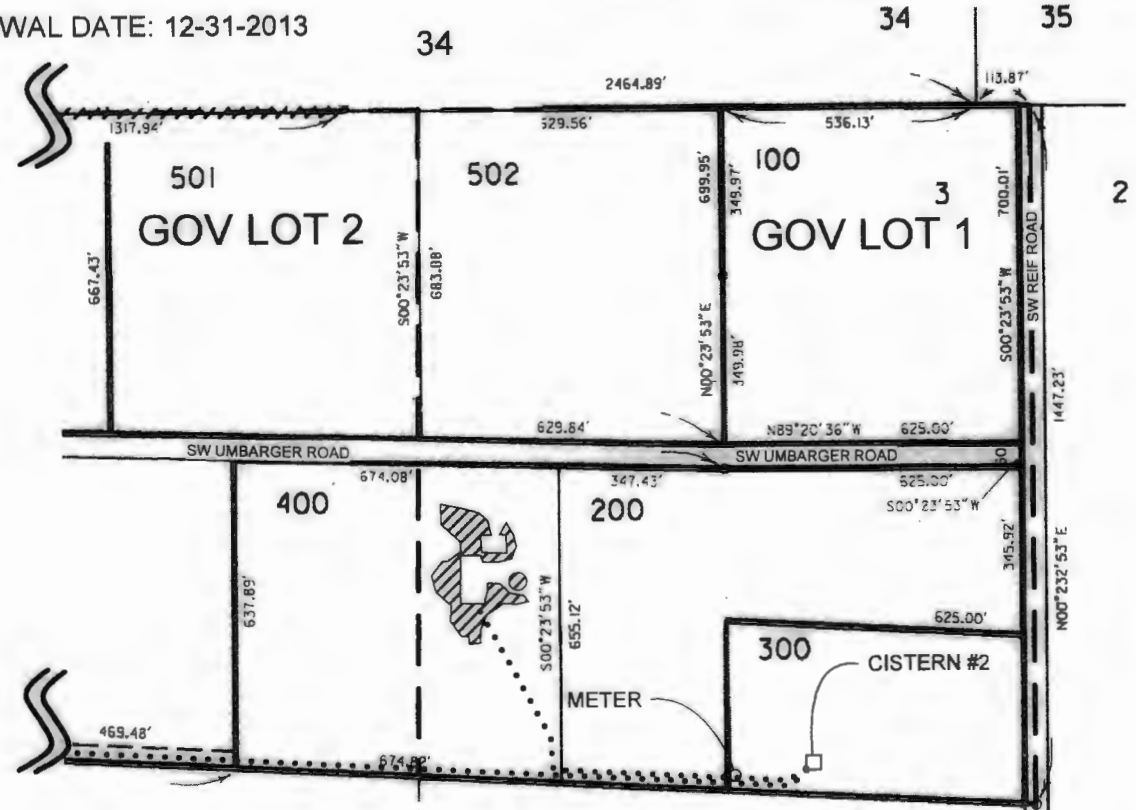 WAL DATE: 12-31-2013
34
34
35
113.87'
2464.89'
1317.94'
529.56'
536.13'
501
502
100
3
2
GOV LOT 2
GOV LOT 1
667.43'
S00°23'53"W
683.08'
699.95'
349.97'
N00°23'53"E
349.98'
700.01'
S00°23'53"W
SW REIF ROAD
1447.23'
N00°232'53"E
629.84'
N89°20'36"W
625.00'
SW UMBARGER ROAD
SW UMBARGER ROAD
50
674.08'
347.43'
625.00'
S00°23'53"W
400
200
637.89'
S00°23'53"W
655.12'
345.92'
625.00'
300
CISTERN #2
METER
469.48'
674.82'